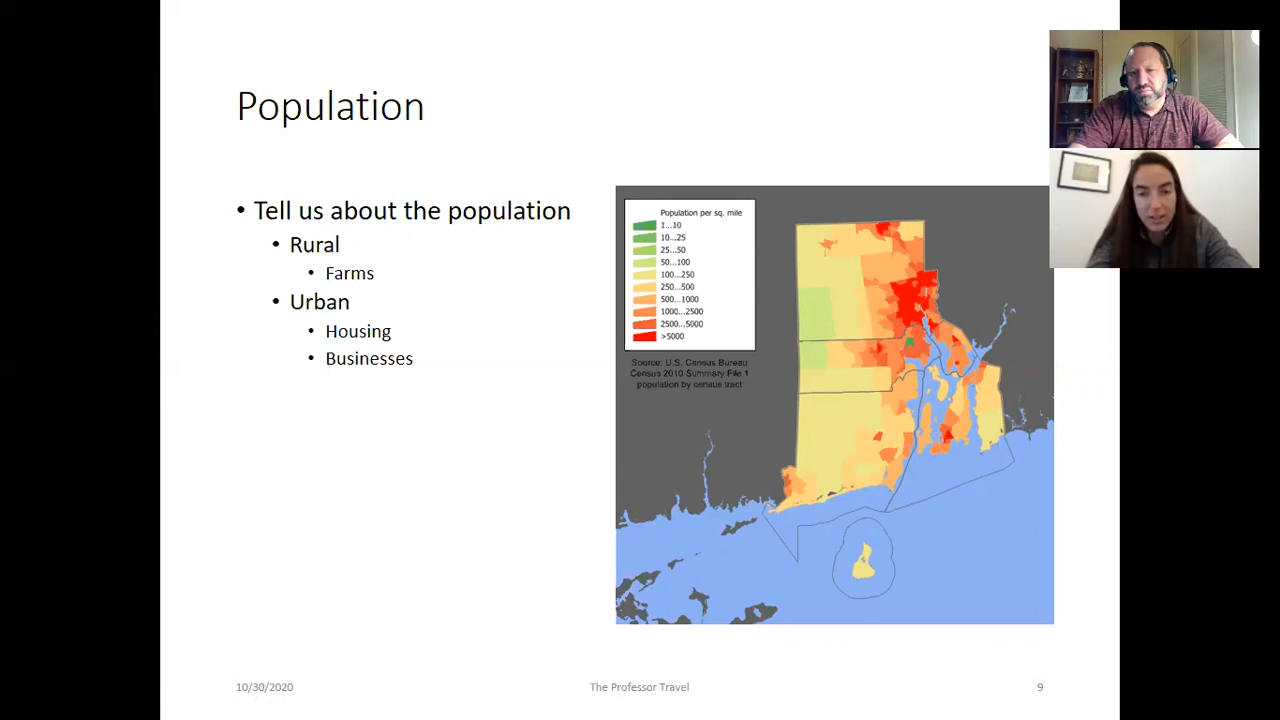 Population
• Tell us about the population
• Rural
• Farms
• Urban
• Housing
• Businesses
Population per sq. mile
1...10
10...25
25...50
50...100
100...250
250...500
500...1000
1000...2500
2500...5000
>5000
Source: U.S. Census Bureau
Census 2010 Summary File 1
population by census tract
10/30/2020
The Professor Travel
9